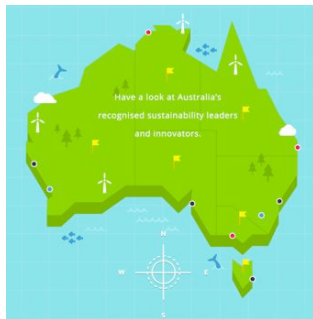 Have a look at Australia's
recognised sustainability leaders
and innovators.
N
W E
S